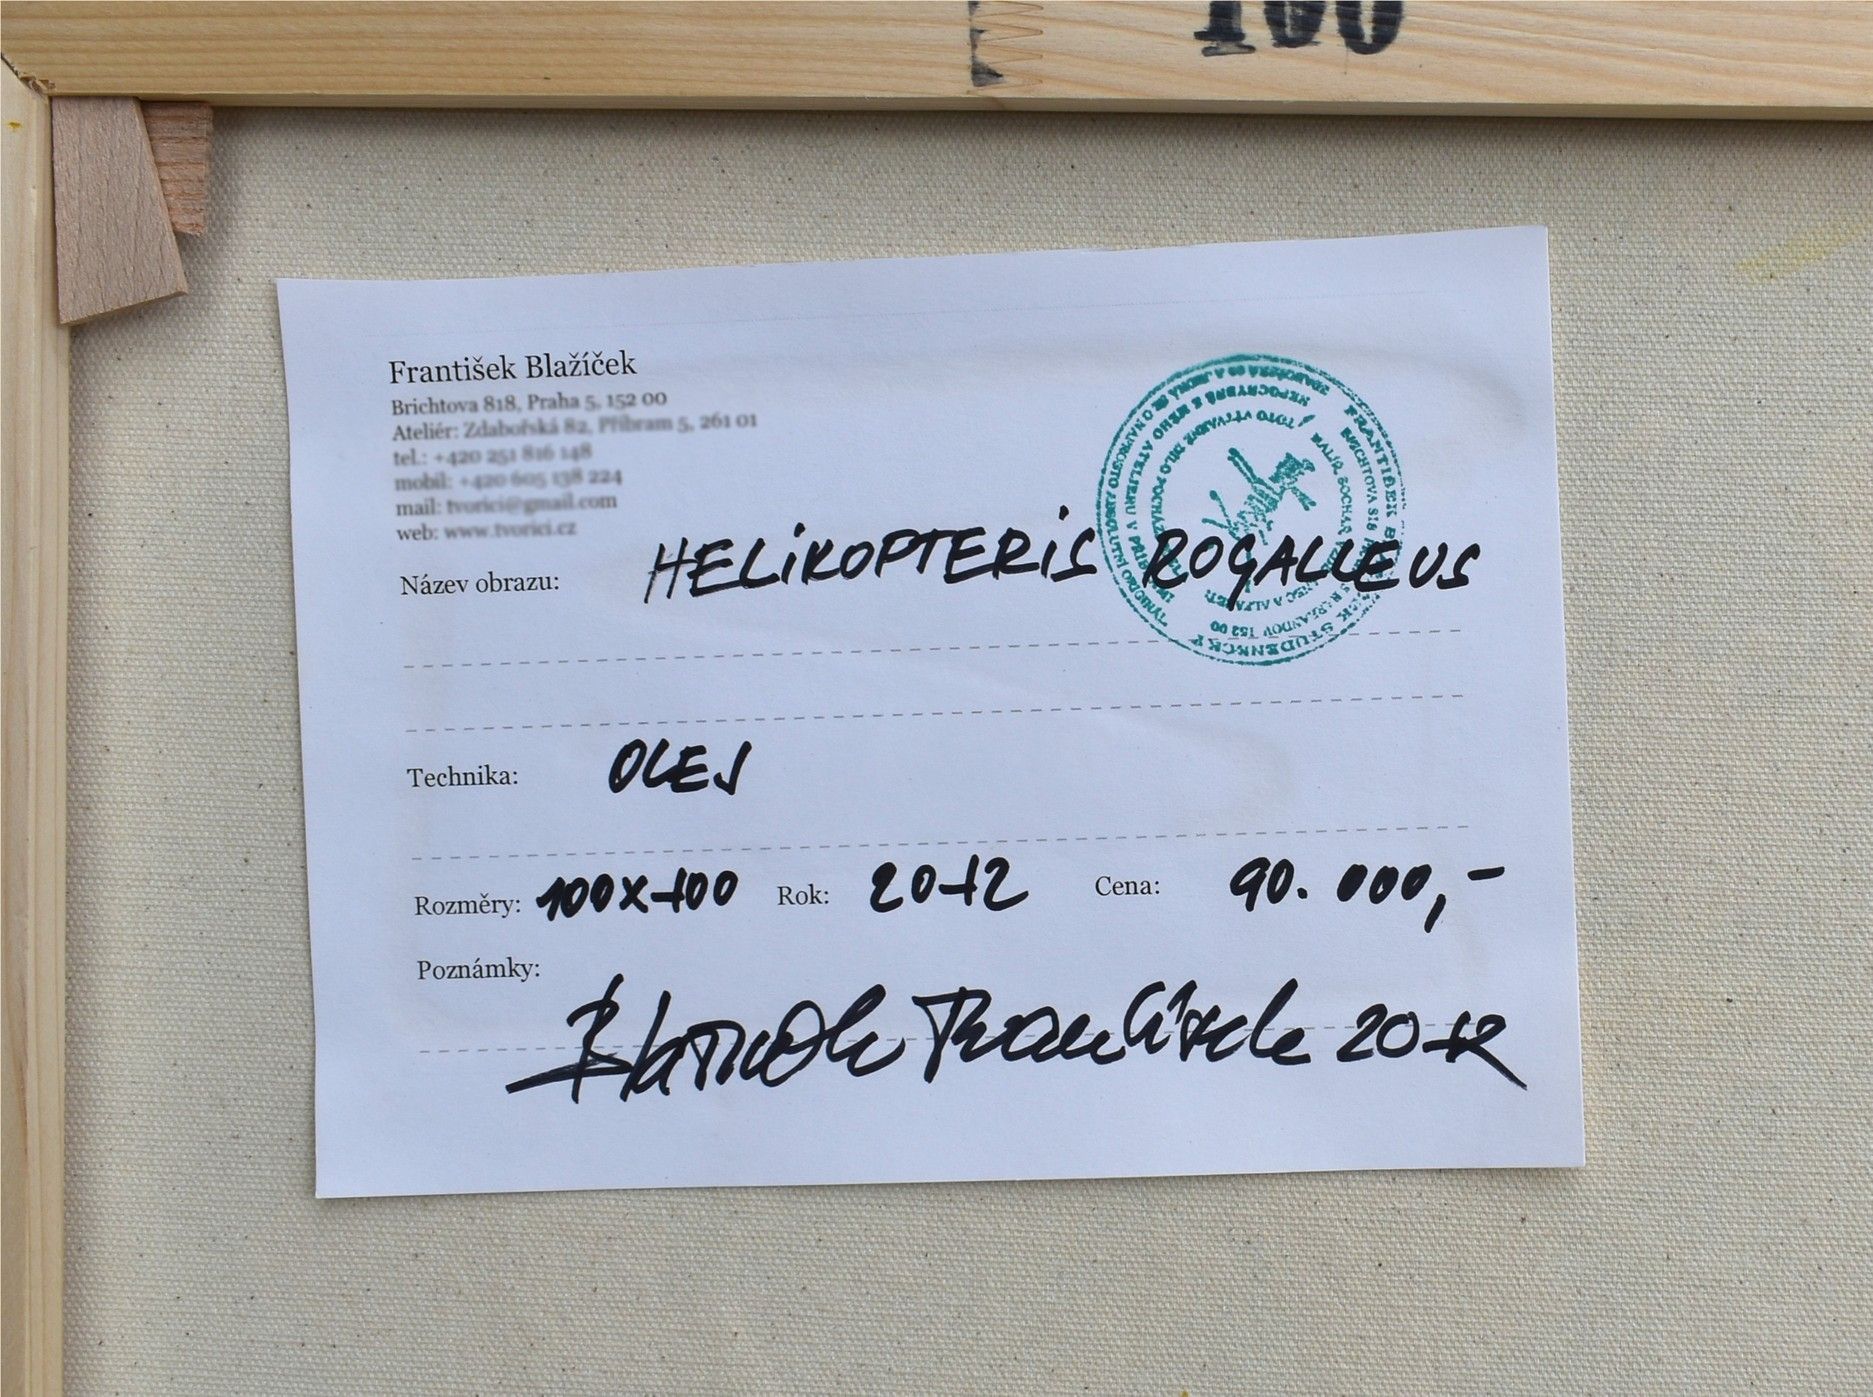 100
František Blažíček
Brichtova 818, Praha 5, 152 00
Ateliér: Zdabořská 82, Příbram 5, 261 01
tel.: +420 251 816 148
mobil: +420 605 138 224
mail: tvorici@gmail.com
web: www.tvorici.cz
Název obrazu: HELIKOPTERIS ROGALLEUS
Technika: OLEJ
Rozměry: 100x100 Rok: 2012 Cena: 90.000,-
Poznámky:
2012